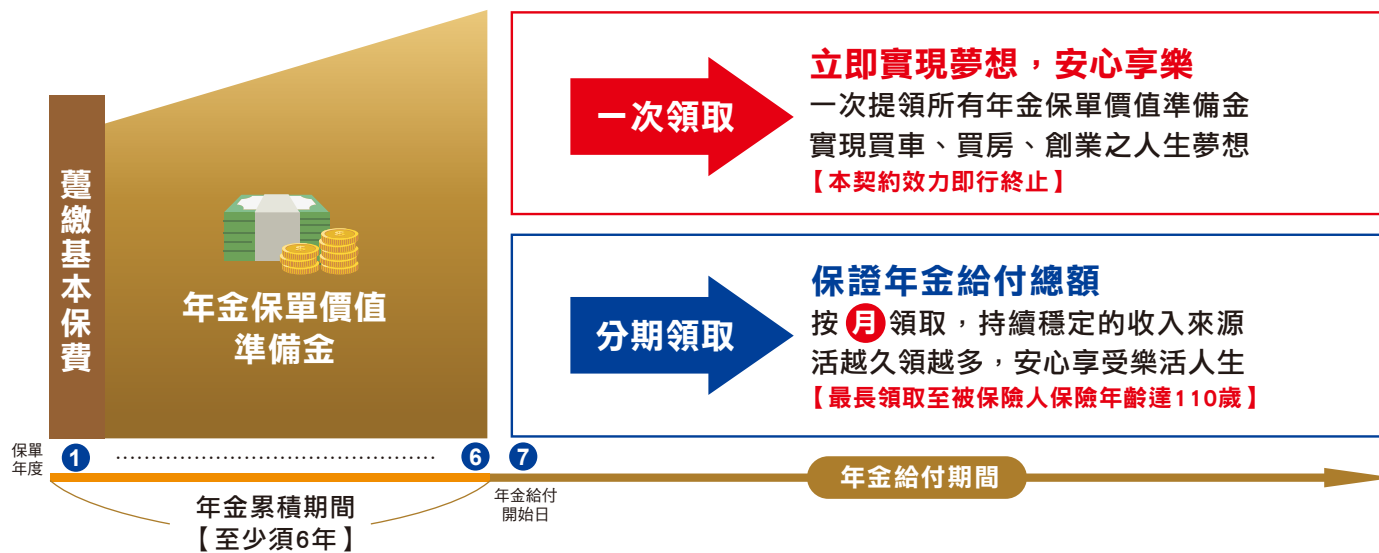 躉繳基本保費
年金保單價值
準備金
一次領取
立即實現夢想，安心享樂
一次提領所有年金保單價值準備金
實現買車、買房、創業之人生夢想
【本契約效力即行終止】
分期領取
保證年金給付總額
按月領取，持續穩定的收入來源
活越久領越多，安心享受樂活人生
【最長領取至被保險人保險年齡達110歲】
保單
年度
1
6
7
年金給付期間
年金累積期間
【至少須6年】
年金給付
開始日